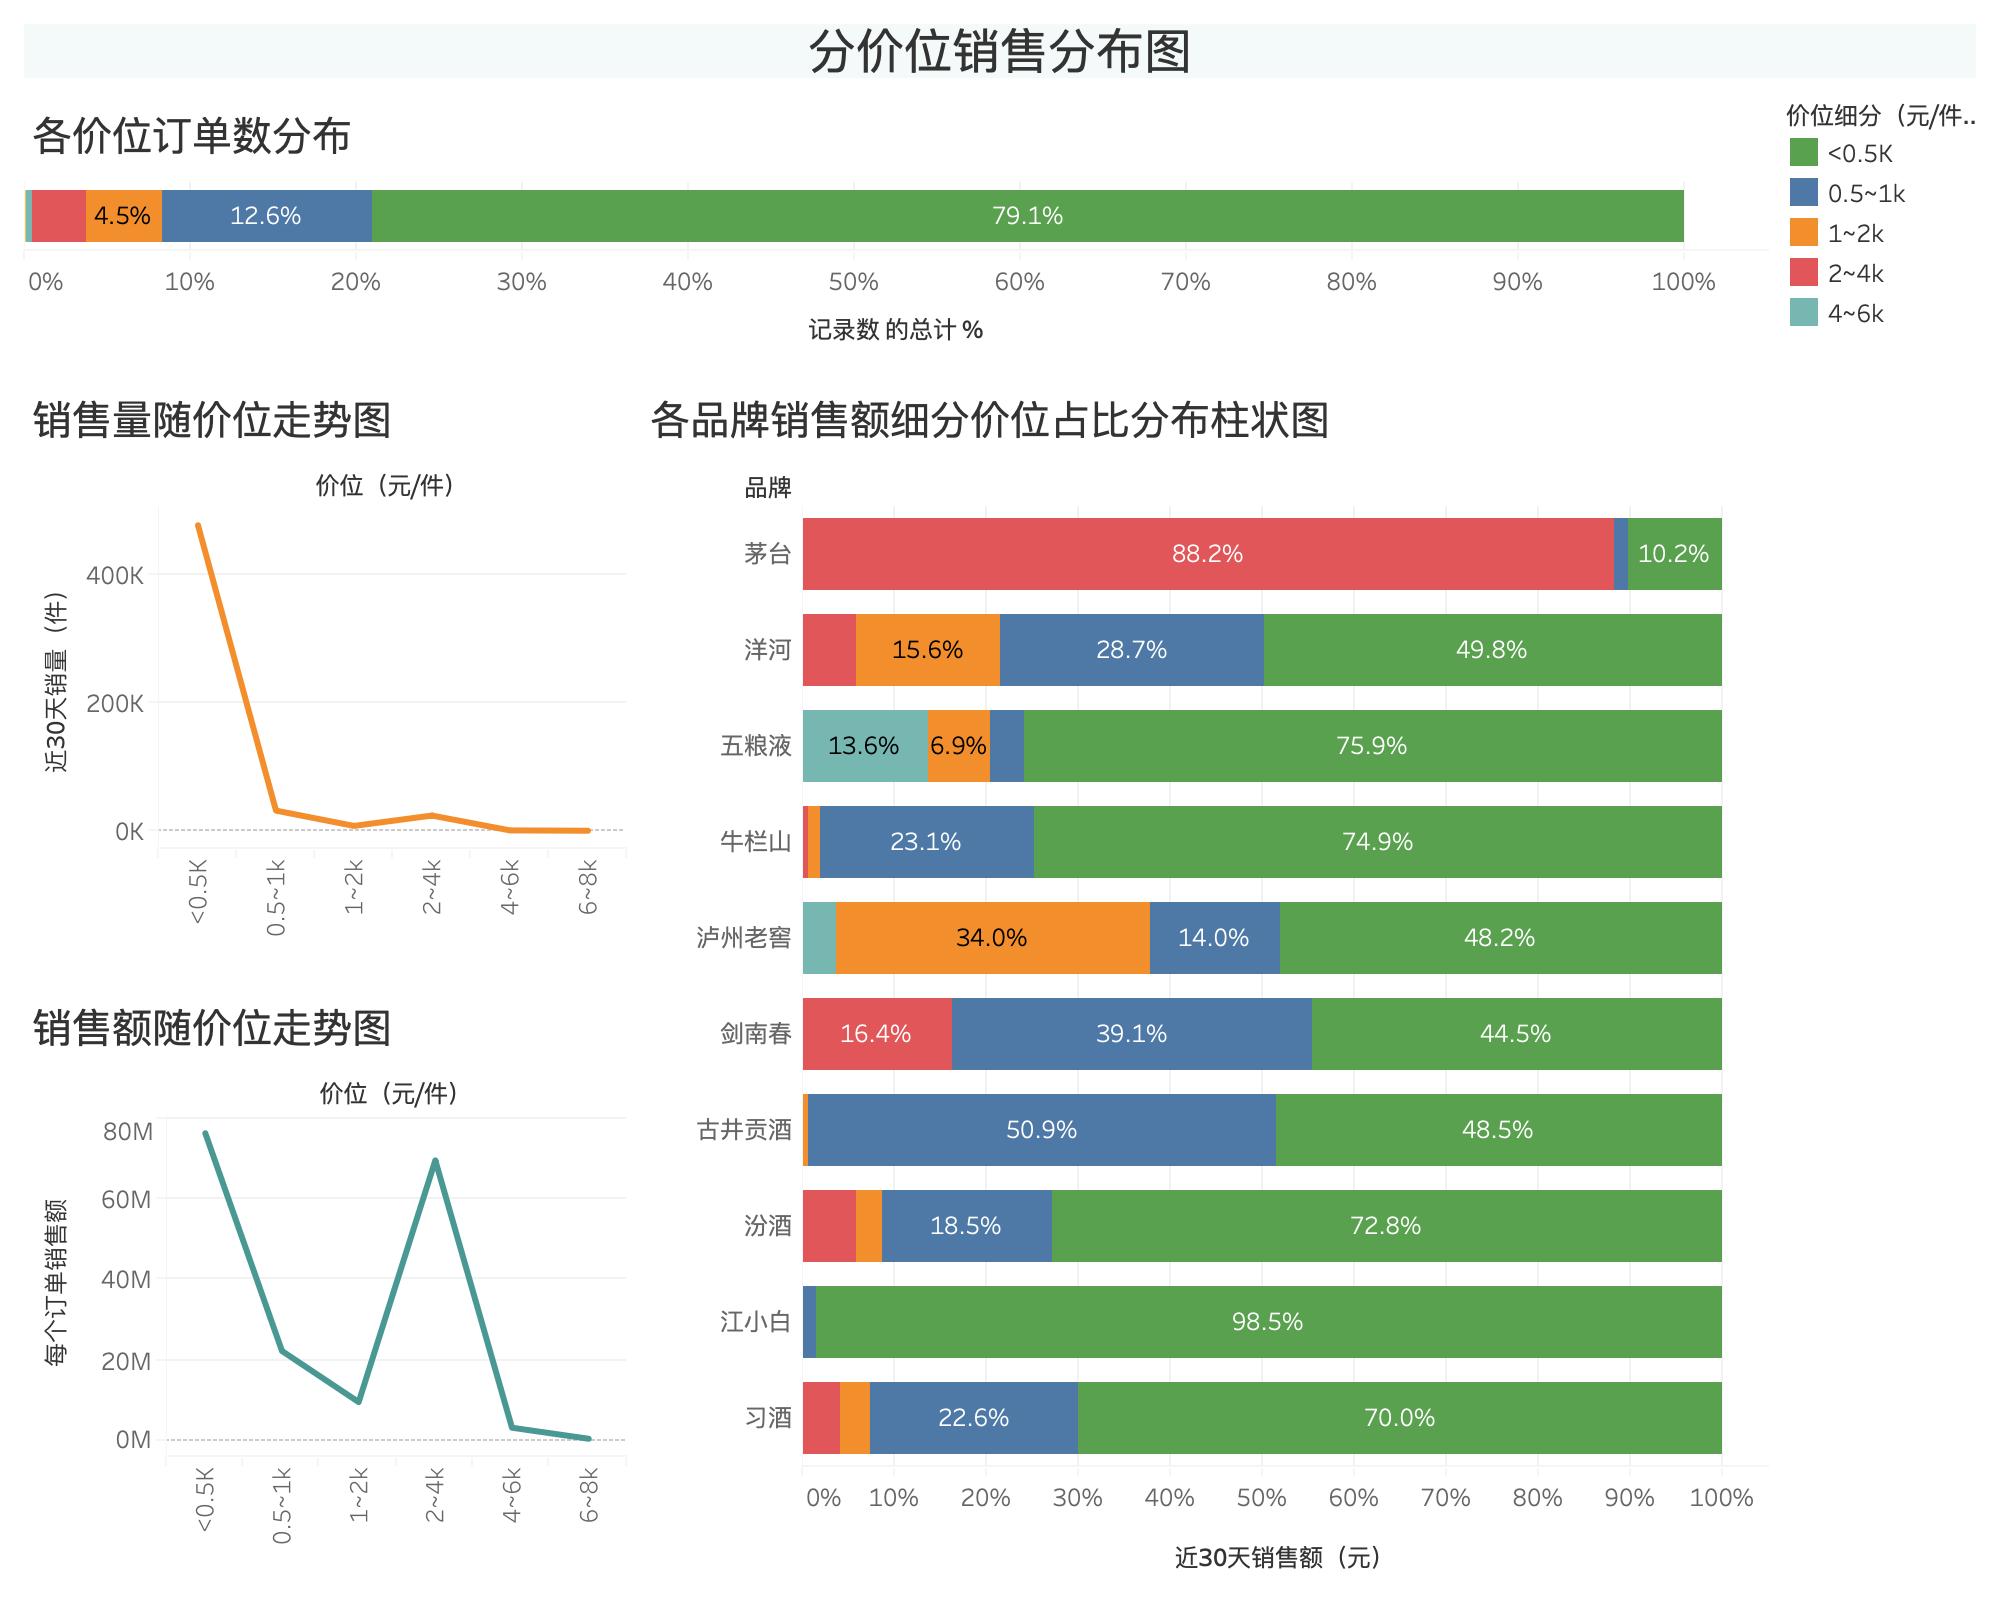 分价位销售分布图
各价位订单数分布
4.5% 12.6% 79.1%
0% 10% 20% 30% 40% 50% 60% 70% 80% 90% 100%
记录数 的总计 %
价位细分（元/件..
<0.5K
0.5~1k
1~2k
2~4k
4~6k
销售量随价位走势图
价位（元/件）
近30天销量（件）
400K
200K
0K
<0.5K 0.5~1k 1~2k 2~4k 4~6k 6~8k
销售额随价位走势图
价位（元/件）
每个订单销售额
80M
60M
40M
20M
0M
<0.5K 0.5~1k 1~2k 2~4k 4~6k 6~8k
各品牌销售额细分价位占比分布柱状图
品牌
茅台 88.2% 10.2%
洋河 15.6% 28.7% 49.8%
五粮液 13.6% 6.9% 75.9%
牛栏山 23.1% 74.9%
泸州老窖 34.0% 14.0% 48.2%
剑南春 16.4% 39.1% 44.5%
古井贡酒 50.9% 48.5%
汾酒 18.5% 72.8%
江小白 98.5%
习酒 22.6% 70.0%
0% 10% 20% 30% 40% 50% 60% 70% 80% 90% 100%
近30天销售额（元）